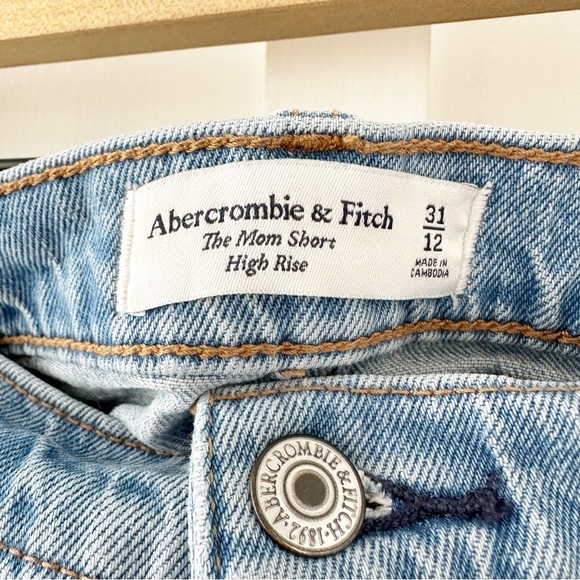 Abercrombie & Fitch
The Mom Short
High Rise
31
12
MADE IN
CAMBODIA
ABERCROMBIE & FITCH · 1892 ·